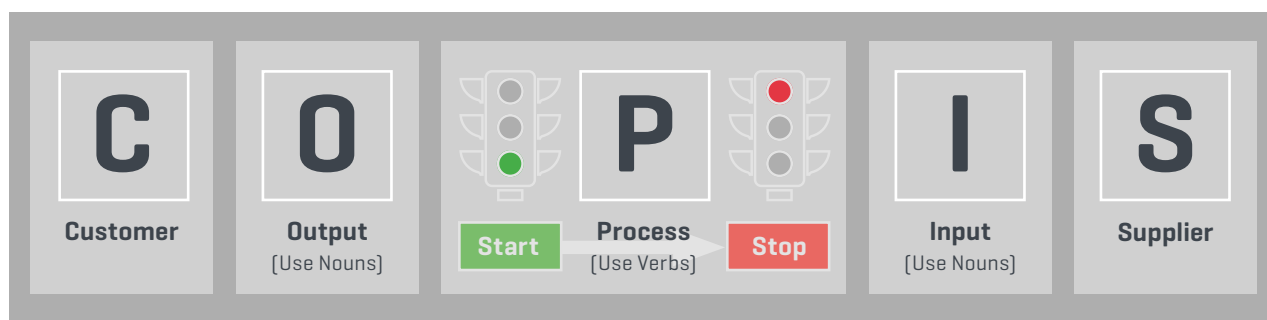 C
Customer
O
Output
(Use Nouns)
Start
P
Process
(Use Verbs)
Stop
I
Input
(Use Nouns)
S
Supplier